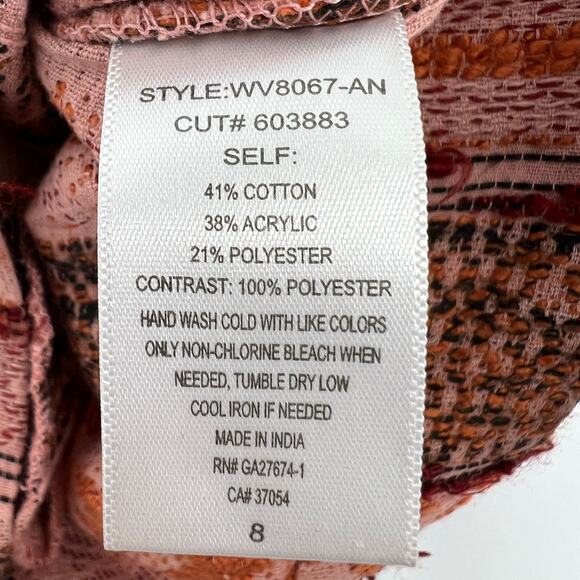 STYLE:WV8067-AN
CUT# 603883
SELF:
41% COTTON
38% ACRYLIC
21% POLYESTER
CONTRAST: 100% POLYESTER
HAND WASH COLD WITH LIKE COLORS
ONLY NON-CHLORINE BLEACH WHEN
NEEDED, TUMBLE DRY LOW
COOL IRON IF NEEDED
MADE IN INDIA
RN# GA27674-1
CA# 37054
8